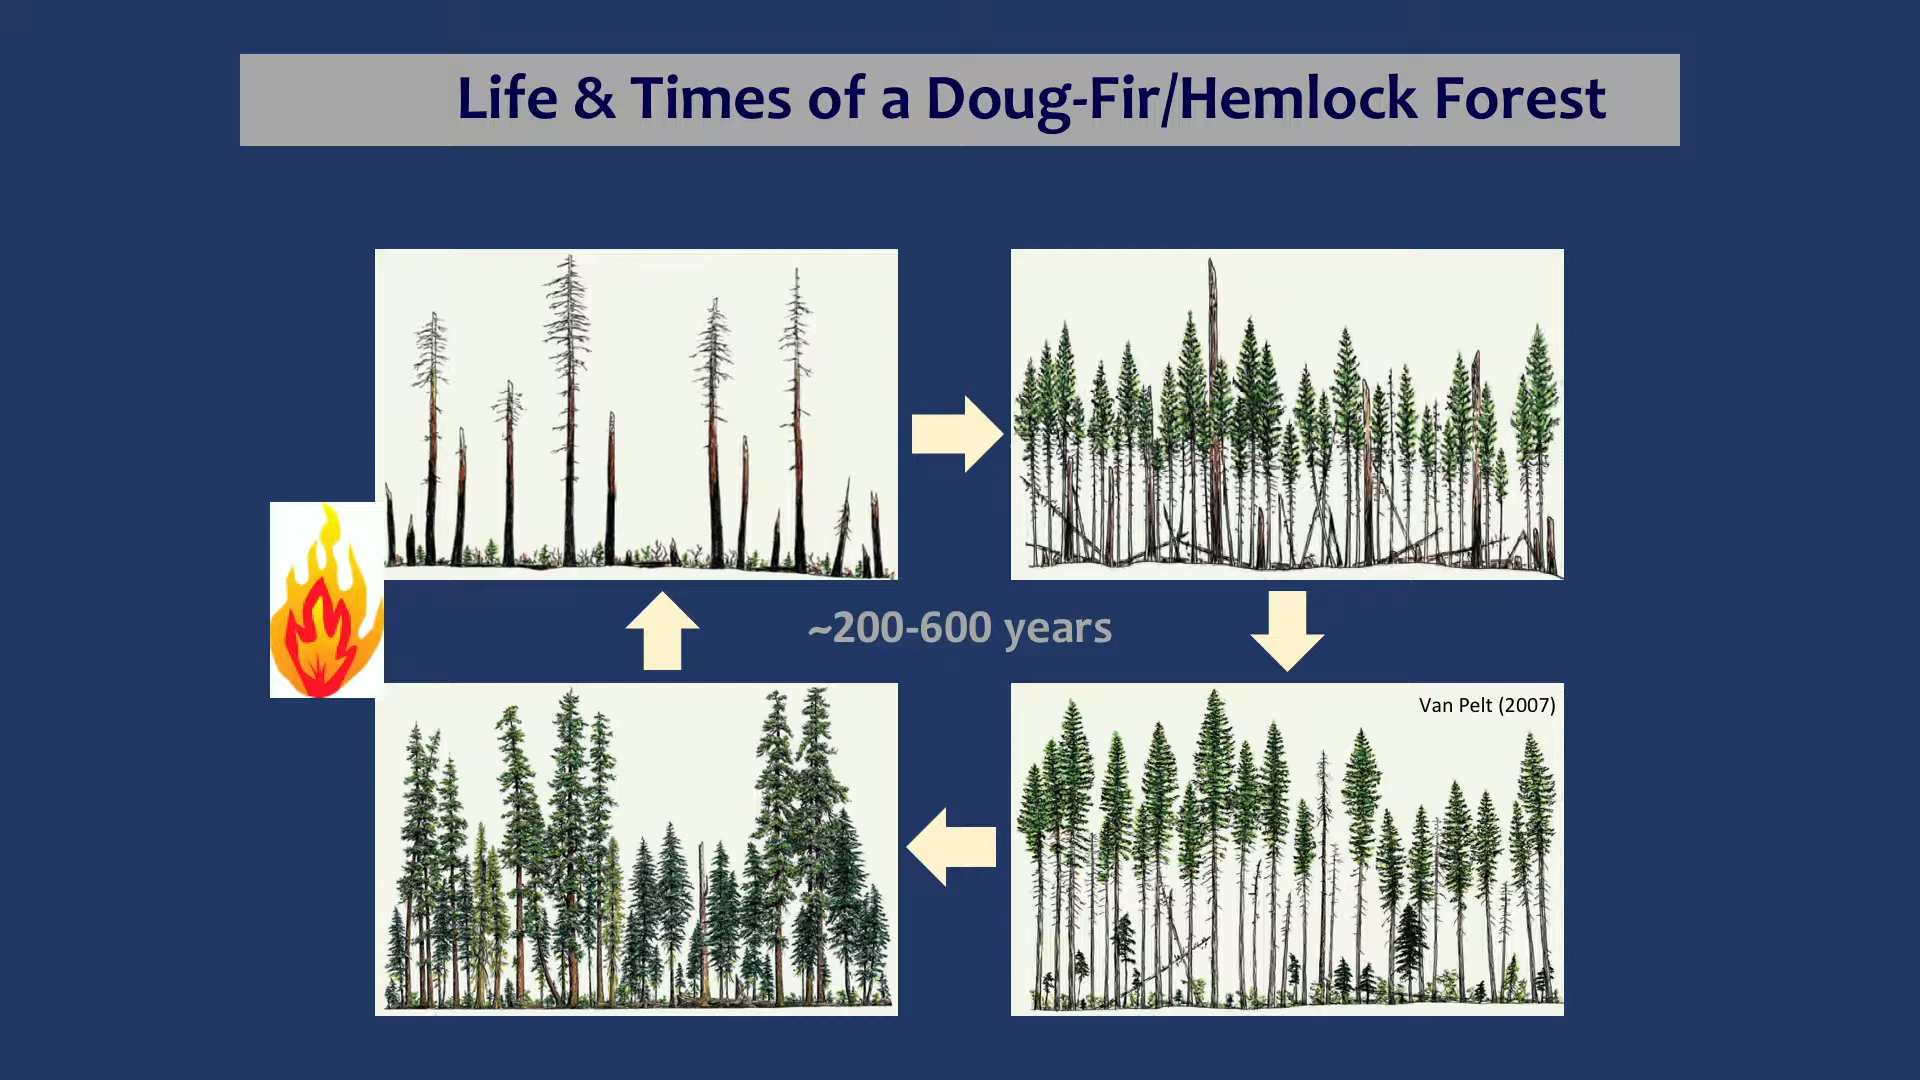 Life & Times of a Doug-Fir/Hemlock Forest
~200-600 years
Van Pelt (2007)